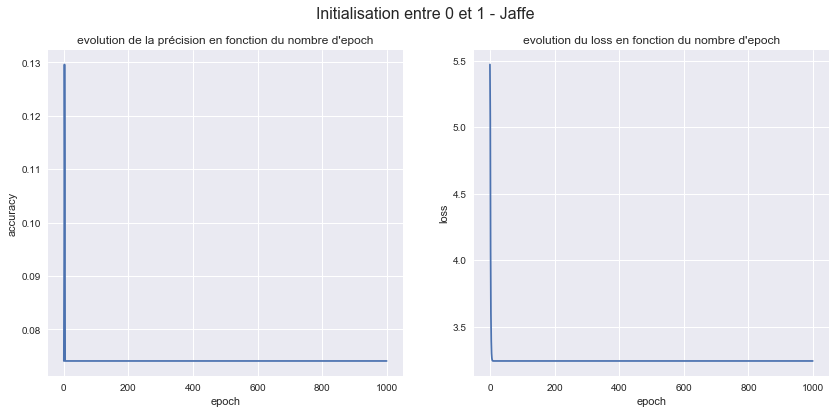 Initialisation entre 0 et 1 - Jaffe
evolution de la précision en fonction du nombre d'epoch
0.13
0.12
0.11
0.10
0.09
0.08
accuracy
0 200 400 600 800 1000
epoch
evolution du loss en fonction du nombre d'epoch
5.5
5.0
4.5
4.0
3.5
loss
0 200 400 600 800 1000
epoch